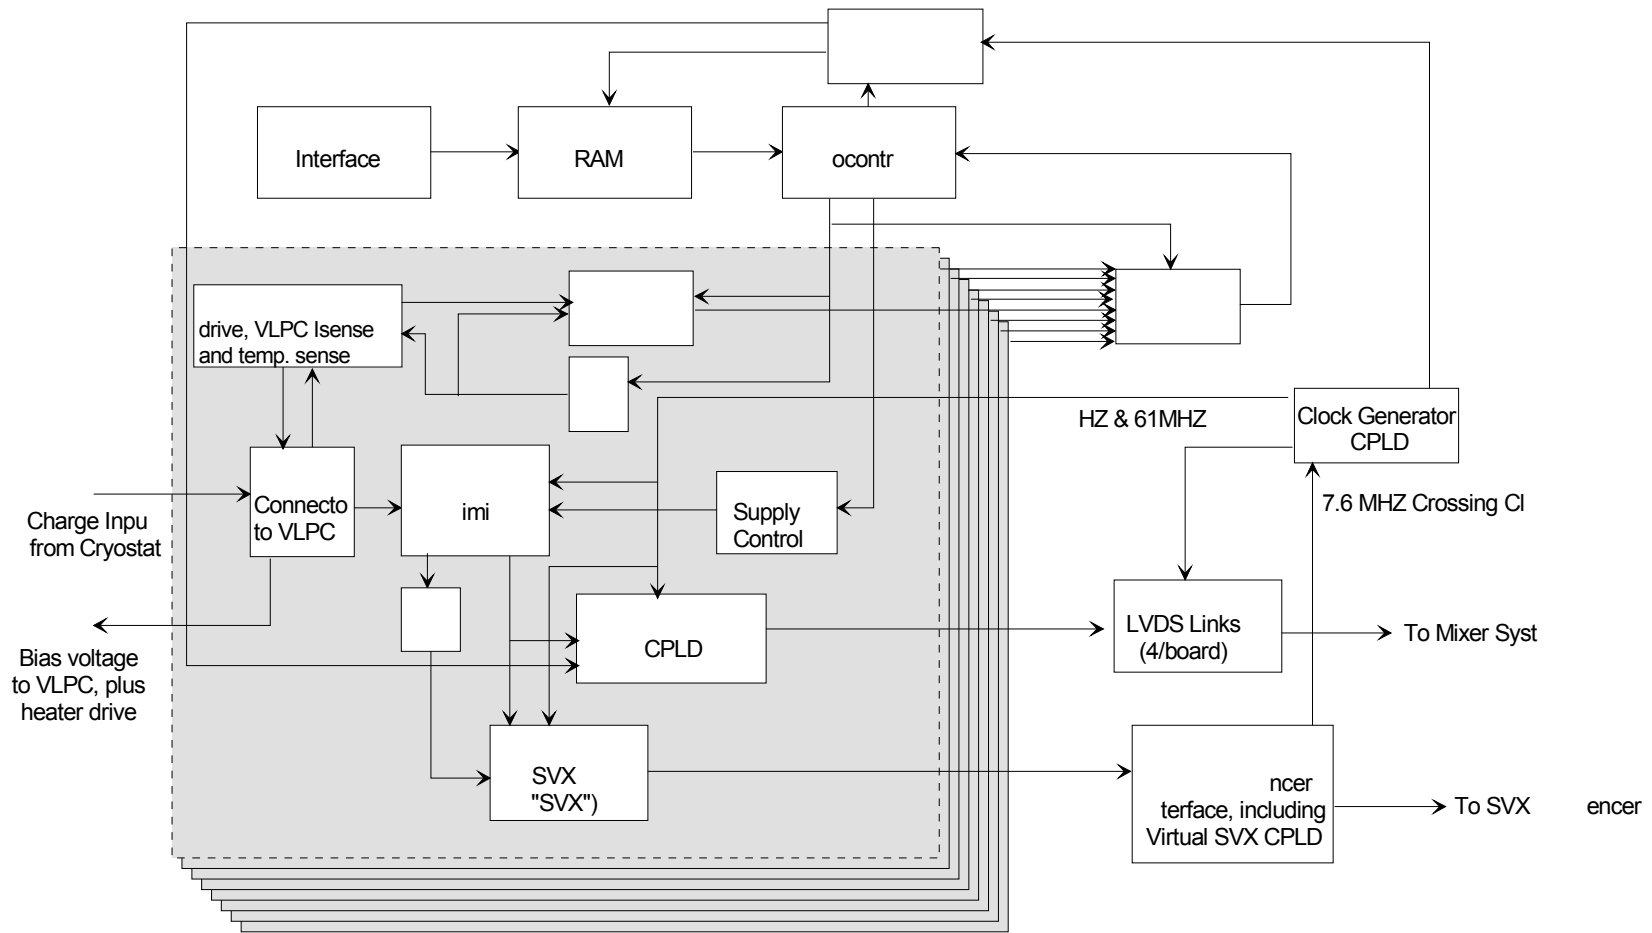 Interface
RAM
ocontr
drive, VLPC Isense
and temp. sense
HZ & 61MHZ
Clock Generator
CPLD
Connecto
to VLPC
imi
Supply
Control
7.6 MHZ Crossing Cl
Charge Inpu
from Cryostat
LVDS Links
(4/board)
To Mixer Syst
CPLD
Bias voltage
to VLPC, plus
heater drive
SVX
"SVX")
ncer
terface, including
Virtual SVX CPLD
To SVX encer